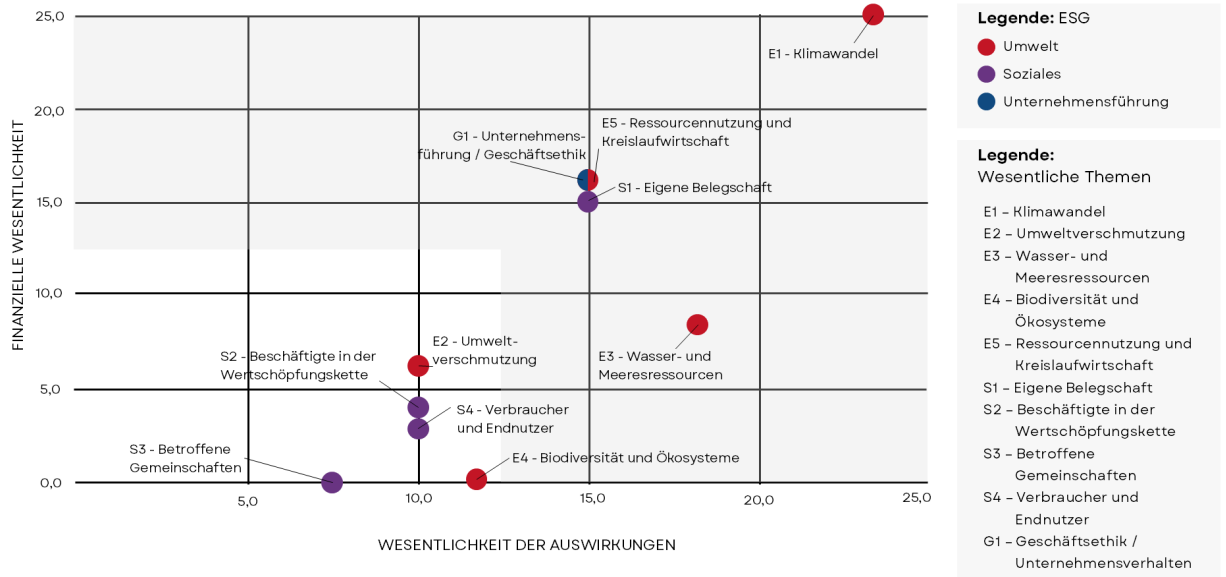 FINANZIELLE WESENTLICHKEIT
25,0
20,0
15,0
10,0
5,0
0,0
E1 - Klimawandel
G1 - Unternehmens-
führung / Geschäftsethik
E5 - Ressourcennutzung und
Kreislaufwirtschaft
S1 - Eigene Belegschaft
E2 - Umwelt-
verschmutzung
S2 - Beschäftigte in der
Wertschöpfungskette
E3 - Wasser- und
Meeresressourcen
S4 - Verbraucher
und Endnutzer
S3 - Betroffene
Gemeinschaften
E4 - Biodiversität und Ökosysteme
5,0
10,0
15,0
20,0
25,0
WESENTLICHKEIT DER AUSWIRKUNGEN
Legende: ESG
Umwelt
Soziales
Unternehmensführung
Legende:
Wesentliche Themen
E1 – Klimawandel
E2 – Umweltverschmutzung
E3 – Wasser- und
Meeresressourcen
E4 – Biodiversität und
Ökosysteme
E5 – Ressourcennutzung und
Kreislaufwirtschaft
S1 – Eigene Belegschaft
S2 – Beschäftigte in der
Wertschöpfungskette
S3 – Betroffene
Gemeinschaften
S4 – Verbraucher und
Endnutzer
G1 – Geschäftsethik /
Unternehmensverhalten